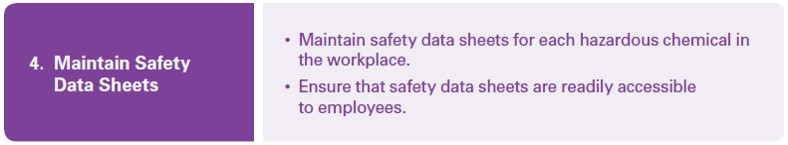 4. Maintain Safety
Data Sheets
• Maintain safety data sheets for each hazardous chemical in
the workplace.
• Ensure that safety data sheets are readily accessible
to employees.